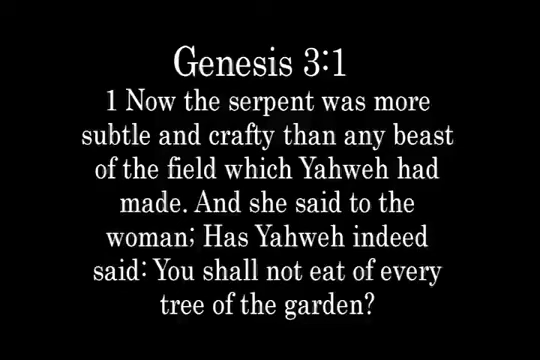 Genesis 3:1
1 Now the serpent was more
subtle and crafty than any beast
of the field which Yahweh had
made. And she said to the
woman; Has Yahweh indeed
said: You shall not eat of every
tree of the garden?